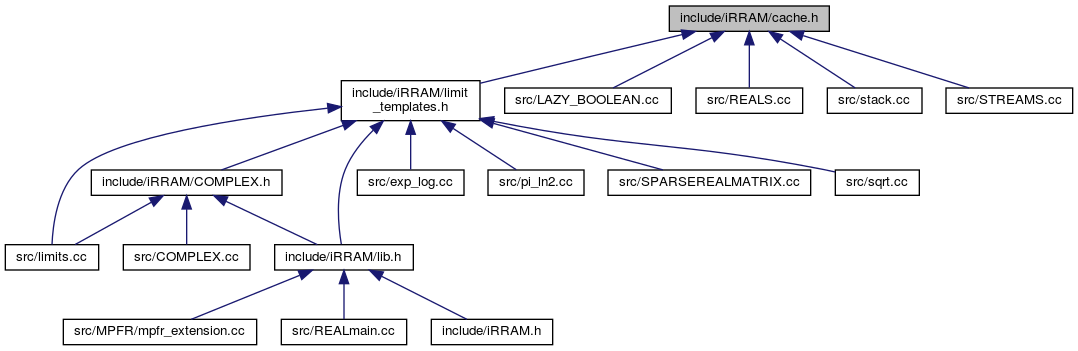 include/iRRAM/cache.h
include/iRRAM/limit
_templates.h
src/LAZY_BOOLEAN.cc
src/REALS.cc
src/stack.cc
src/STREAMS.cc
include/iRRAM/COMPLEX.h
src/exp_log.cc
src/pi_ln2.cc
src/SPARSEREALMATRIX.cc
src/sqrt.cc
src/limits.cc
src/COMPLEX.cc
include/iRRAM/lib.h
src/MPFR/mpfr_extension.cc
src/REALmain.cc
include/iRRAM.h